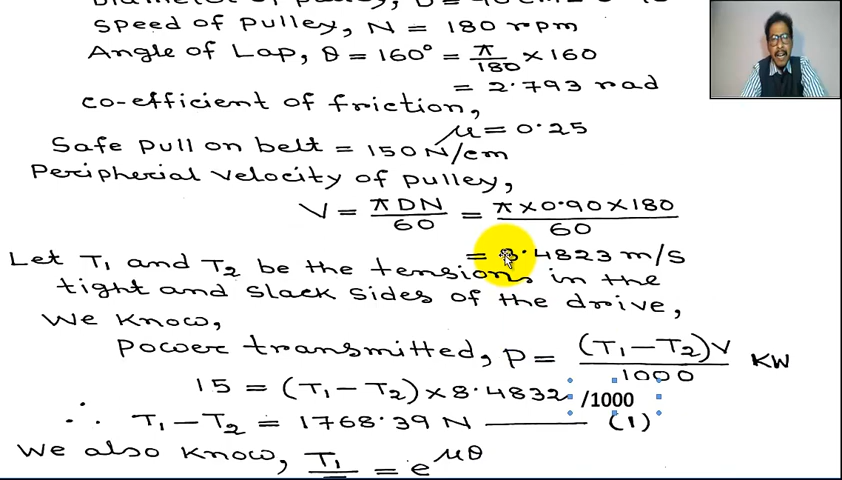 speed of pulley, N = 180 rpm
Angle of Lap, θ = 160° = π/180 × 160
= 2.793 rad
co-efficient of friction,
μ = 0.25
Safe pull on belt = 150 N/cm
Peripherial velocity of pulley,
V = πDN/60 = π×0.90×180/60
= 8.4823 m/s
Let T₁ and T₂ be the tensions in the
tight and slack sides of the drive,
We know,
power transmitted, P = (T₁-T₂)V/1000 KW
15 = (T₁-T₂)×8.4832 /1000
∴ T₁-T₂ = 1768.39 N —— (1)
We also know, T₁/ = e^μθ